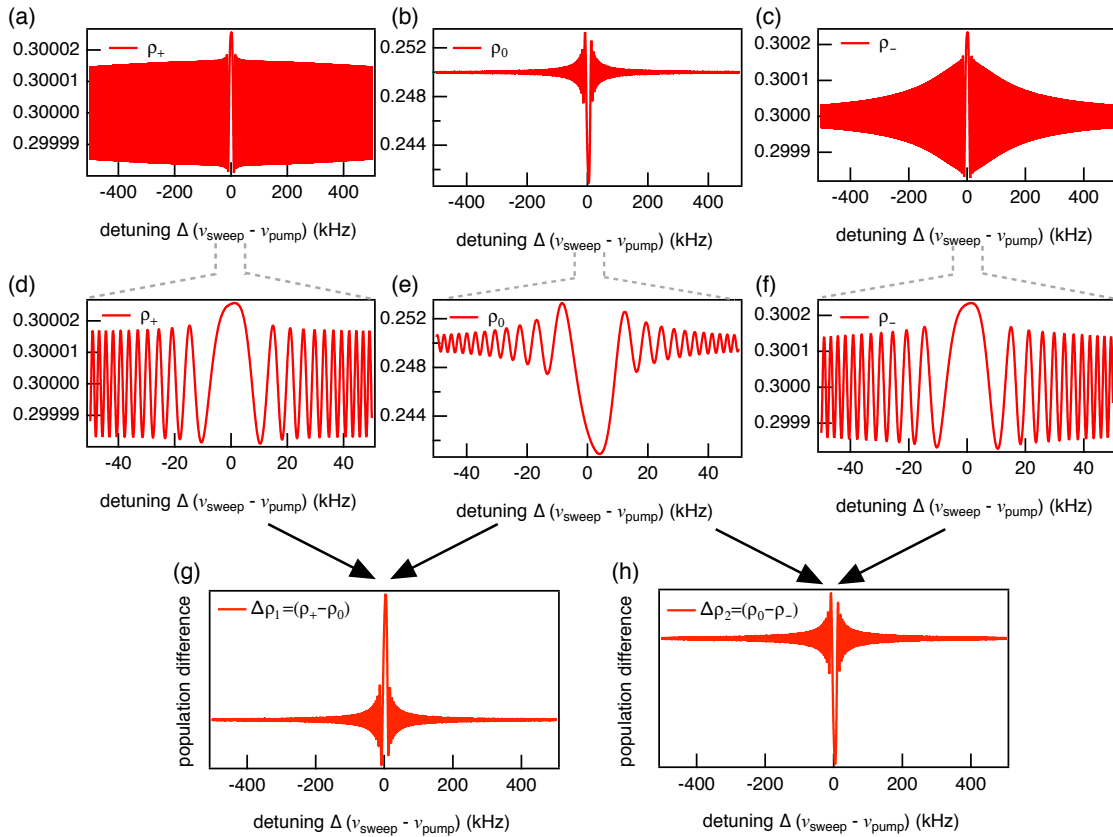 (a)
ρ+
0.30002
0.30001
0.30000
0.29999
-400 -200 0 200 400
detuning Δ (νsweep - νpump) (kHz)
(b)
ρ0
0.252
0.250
0.248
0.244
-400 -200 0 200 400
detuning Δ (νsweep - νpump) (kHz)
(c)
ρ−
0.3002
0.3001
0.3000
0.2999
-400 -200 0 200 400
detuning Δ (νsweep - νpump) (kHz)
(d)
ρ+
0.30002
0.30001
0.30000
0.29999
-40 -20 0 20 40
detuning Δ (νsweep - νpump) (kHz)
(e)
ρ0
0.252
0.248
0.244
-40 -20 0 20 40
detuning Δ (νsweep - νpump) (kHz)
(f)
ρ−
0.3002
0.3001
0.3000
0.2999
-40 -20 0 20 40
detuning Δ (νsweep - νpump) (kHz)
(g)
Δρ1=(ρ+−ρ0)
population difference
-400 -200 0 200 400
detuning Δ (νsweep - νpump) (kHz)
(h)
Δρ2=(ρ0−ρ−)
population difference
-400 -200 0 200 400
detuning Δ (νsweep - νpump) (kHz)